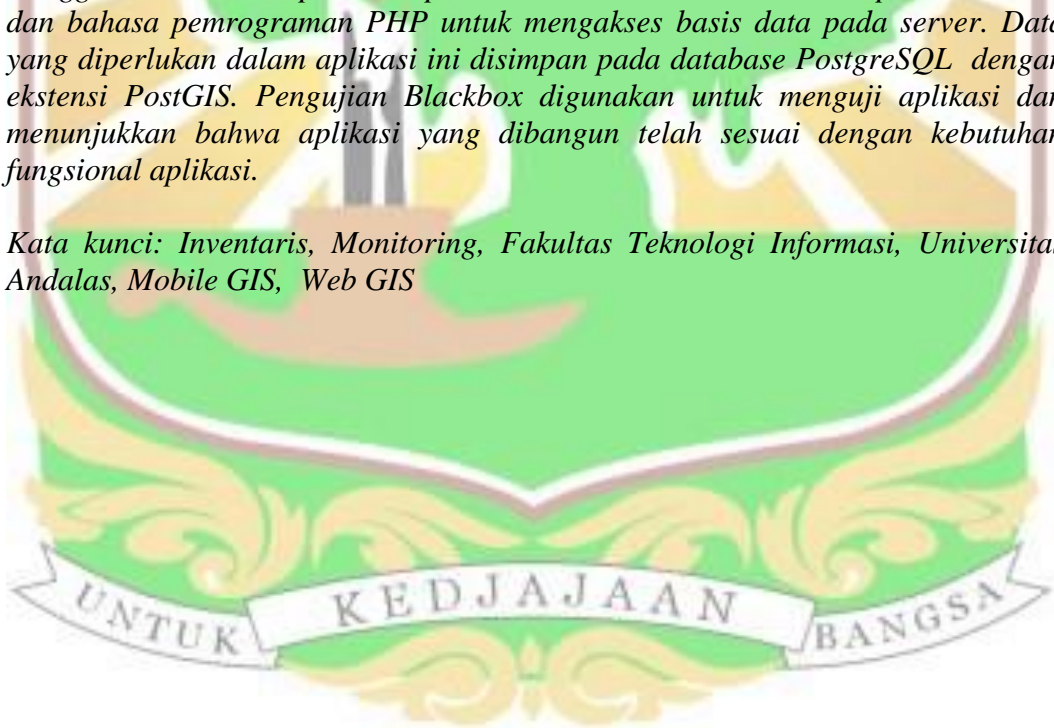 dan bahasa pemrograman PHP untuk mengakses basis data pada server. Data
yang diperlukan dalam aplikasi ini disimpan pada database PostgreSQL dengan
ekstensi PostGIS. Pengujian Blackbox digunakan untuk menguji aplikasi dan
menunjukkan bahwa aplikasi yang dibangun telah sesuai dengan kebutuhan
fungsional aplikasi.
Kata kunci: Inventaris, Monitoring, Fakultas Teknologi Informasi, Universitas
Andalas, Mobile GIS, Web GIS
UNTUK KEDJAJAAN BANGSA